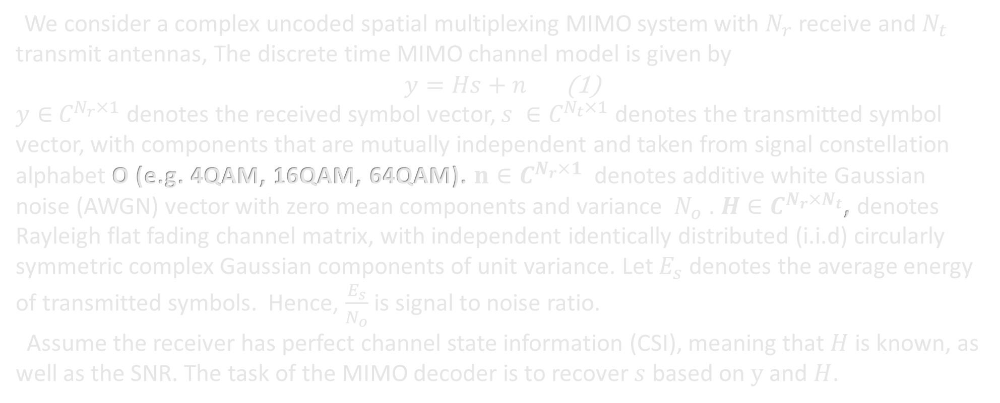 We consider a complex uncoded spatial multiplexing MIMO system with $N_r$ receive and $N_t$
transmit antennas, The discrete time MIMO channel model is given by
$y = Hs + n$ (1)
$y \in C^{N_r \times 1}$ denotes the received symbol vector, $s \in C^{N_t \times 1}$ denotes the transmitted symbol
vector, with components that are mutually independent and taken from signal constellation
alphabet O (e.g. 4QAM, 16QAM, 64QAM). $\mathbf{n} \in \boldsymbol{C}^{N_r \times 1}$ denotes additive white Gaussian
noise (AWGN) vector with zero mean components and variance $N_o$ . $\boldsymbol{H} \in \boldsymbol{C}^{N_r \times N_t}$, denotes
Rayleigh flat fading channel matrix, with independent identically distributed (i.i.d) circularly
symmetric complex Gaussian components of unit variance. Let $E_s$ denotes the average energy
of transmitted symbols. Hence, $\frac{E_s}{N_o}$ is signal to noise ratio.
Assume the receiver has perfect channel state information (CSI), meaning that $H$ is known, as
well as the SNR. The task of the MIMO decoder is to recover $s$ based on y and $H$.